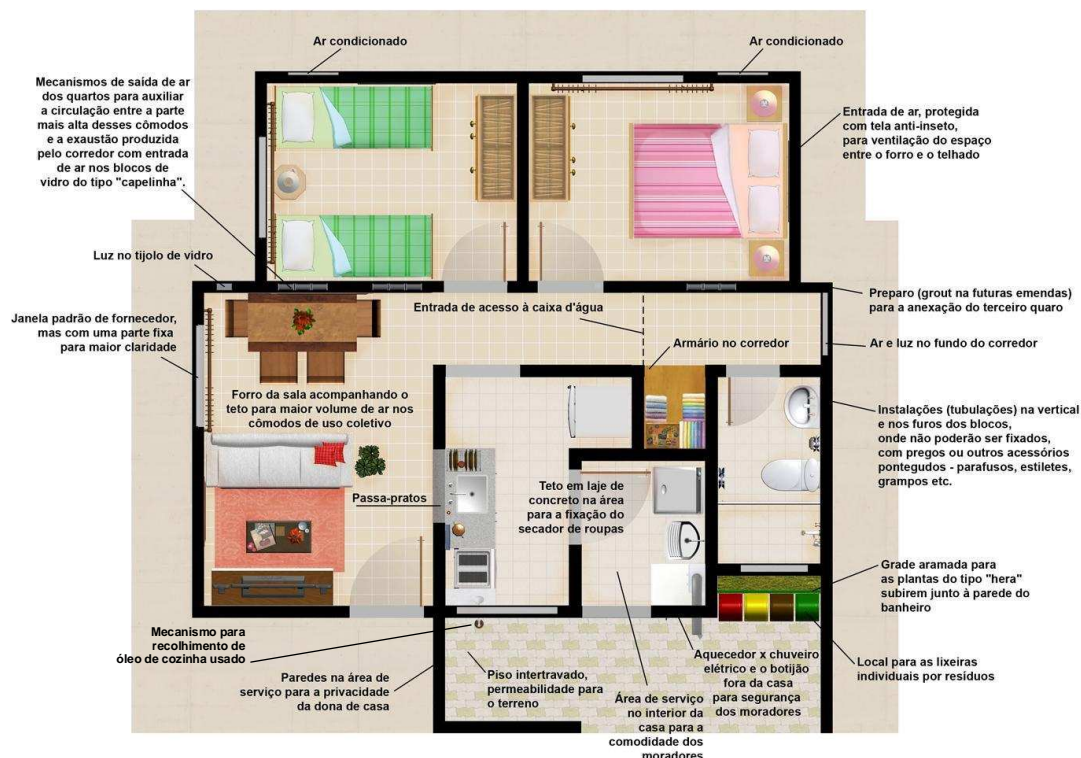 Ar condicionado
Ar condicionado
Mecanismos de saída de ar
dos quartos para auxiliar
a circulação entre a parte
mais alta desses cômodos
e a exaustão produzida
pelo corredor com entrada
de ar nos blocos de
vidro do tipo "capelinha".
Entrada de ar, protegida
com tela anti-inseto,
para ventilação do espaço
entre o forro e o telhado
Luz no tijolo de vidro
Janela padrão de fornecedor,
mas com uma parte fixa
para maior claridade
Entrada de acesso à caixa d'água
Preparo (grout na futuras emendas)
para a anexação do terceiro quaro
Armário no corredor
Ar e luz no fundo do corredor
Forro da sala acompanhando o
teto para maior volume de ar nos
cômodos de uso coletivo
Instalações (tubulações) na vertical
e nos furos dos blocos,
onde não poderão ser fixados,
com pregos ou outros acessórios
pontegudos - parafusos, estiletes,
grampos etc.
Passa-pratos
Teto em laje de
concreto na área
para a fixação do
secador de roupas
Grade aramada para
as plantas do tipo "hera"
subirem junto à parede do
banheiro
Mecanismo para
recolhimento de
óleo de cozinha usado
Paredes na área de
serviço para a privacidade
da dona de casa
Piso intertravado,
permeabilidade para
o terreno
Área de serviço
no interior da
casa para a
comodidade dos
moradores
Aquecedor x chuveiro
elétrico e o botijão
fora da casa
para segurança
dos moradores
Local para as lixeiras
individuais por resíduos